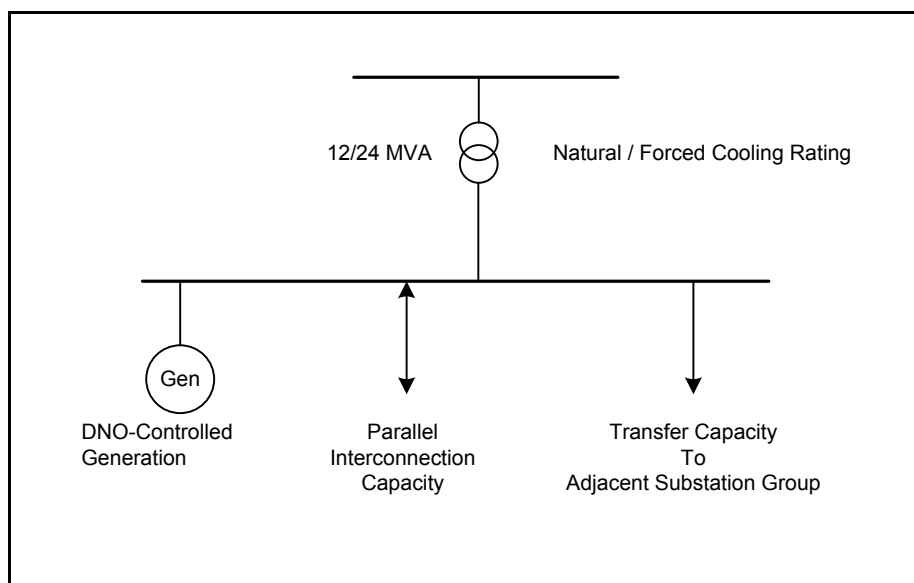 12/24 MVA
Natural / Forced Cooling Rating
Gen
DNO-Controlled
Generation
Parallel
Interconnection
Capacity
Transfer Capacity
To
Adjacent Substation Group